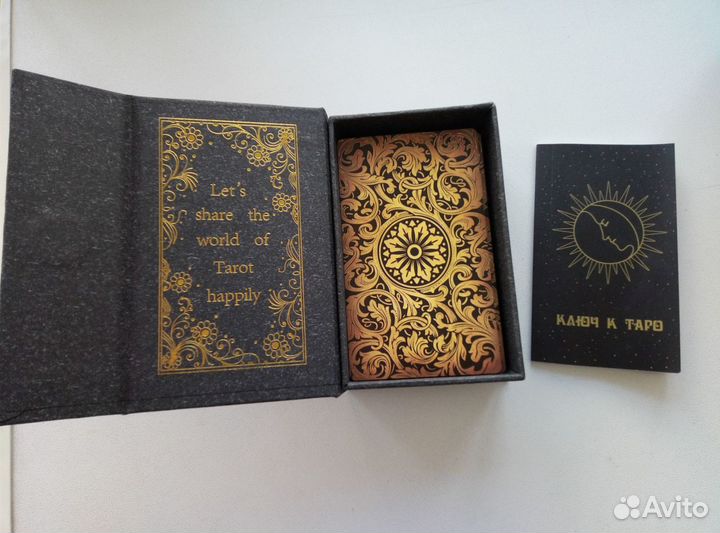 Let's
share the
world of
Tarot
happily
КЛЮЧ К ТАРО
Avito